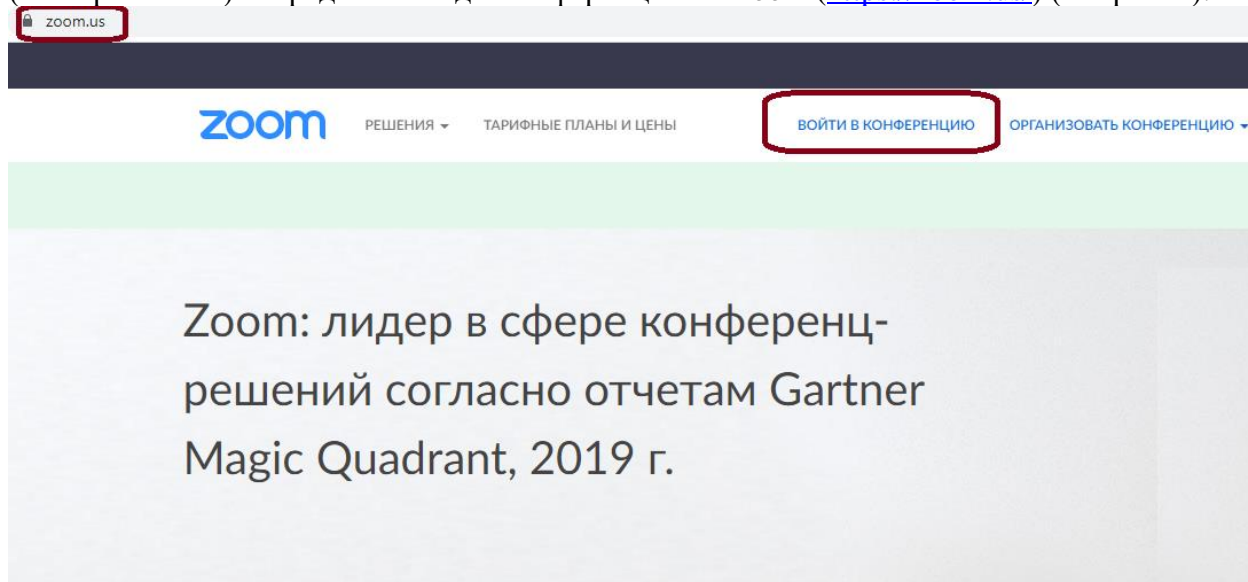 zoom.us
zoom РЕШЕНИЯ ТАРИФНЫЕ ПЛАНЫ И ЦЕНЫ ВОЙТИ В КОНФЕРЕНЦИЮ ОРГАНИЗОВАТЬ КОНФЕРЕНЦИЮ
Zoom: лидер в сфере конференц-
решений согласно отчетам Gartner
Magic Quadrant, 2019 г.